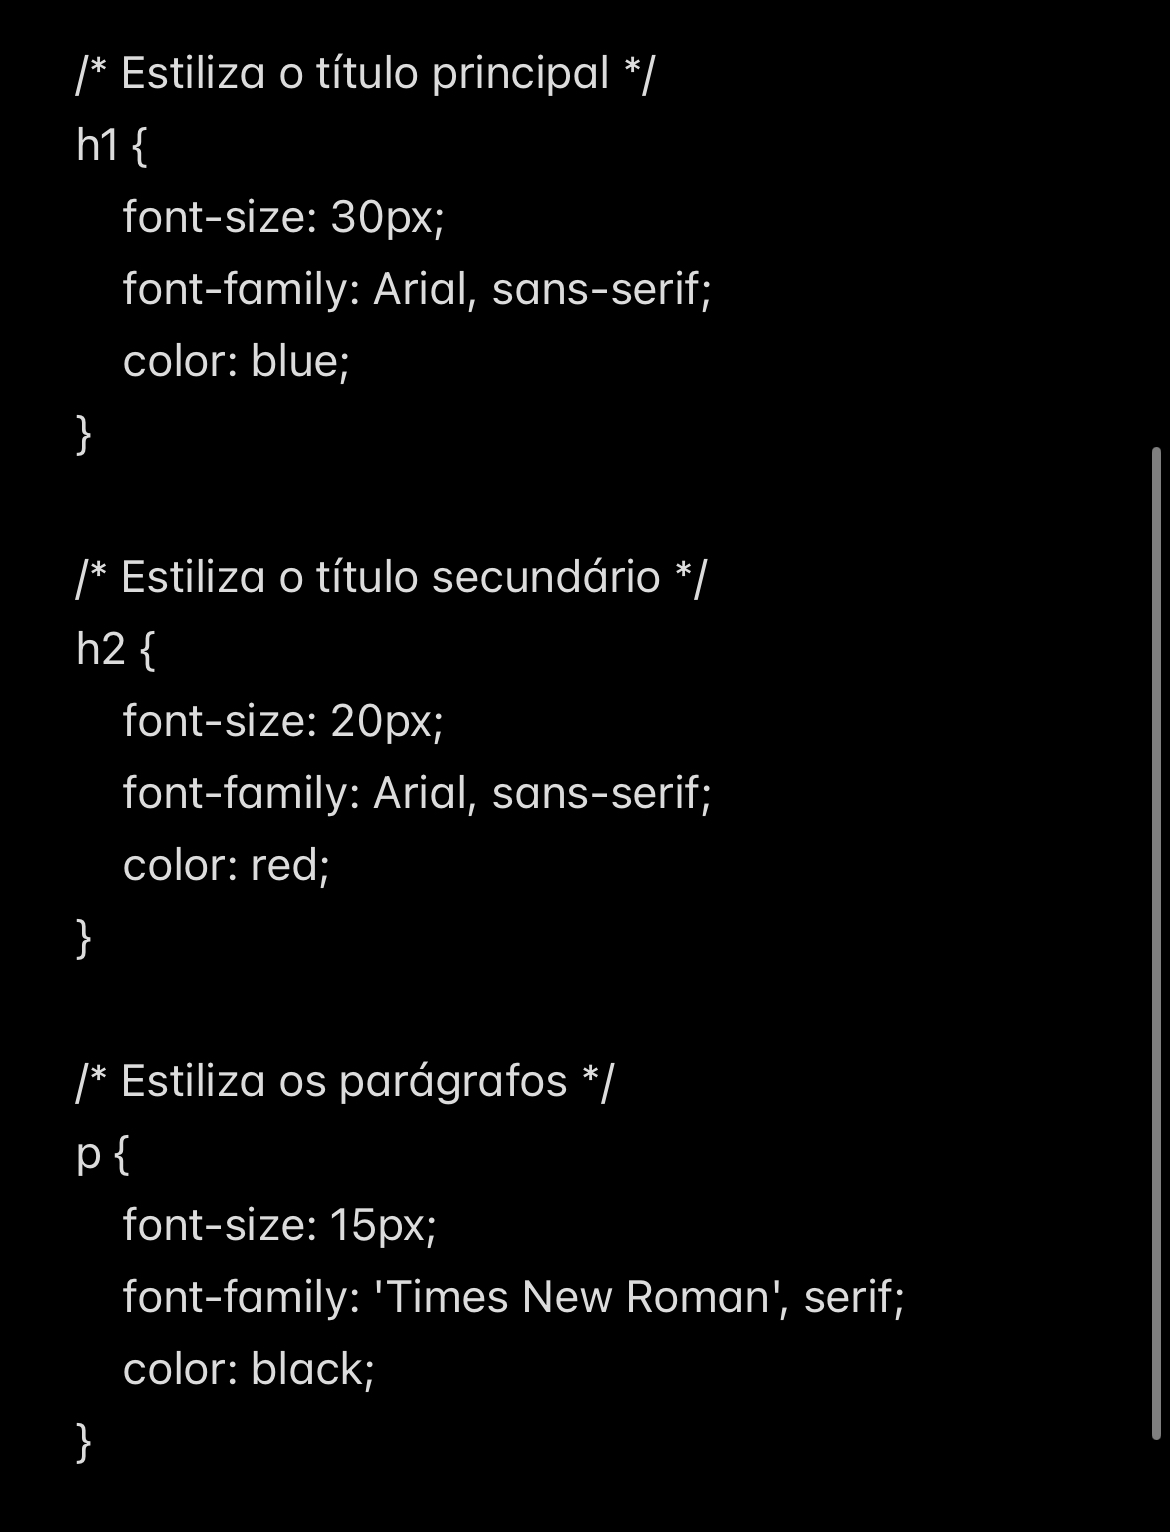 /* Estiliza o título principal */
h1 {
    font-size: 30px;
    font-family: Arial, sans-serif;
    color: blue;
}

/* Estiliza o título secundário */
h2 {
    font-size: 20px;
    font-family: Arial, sans-serif;
    color: red;
}

/* Estiliza os parágrafos */
p {
    font-size: 15px;
    font-family: 'Times New Roman', serif;
    color: black;
}